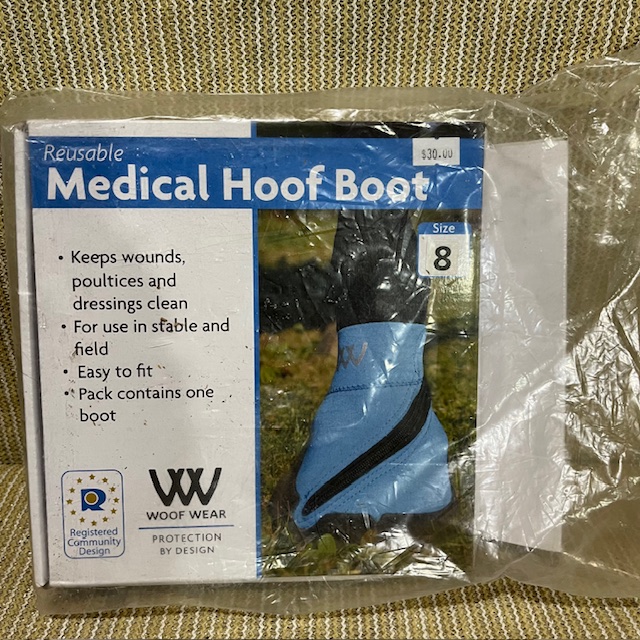 Reusable
$30.00
Medical Hoof Boot
Size
8
• Keeps wounds,
poultices and
dressings clean
• For use in stable and
field
• Easy to fit
• Pack contains one
boot
R
Registered
Community
Design
WW
WOOF WEAR
PROTECTION
BY DESIGN
W